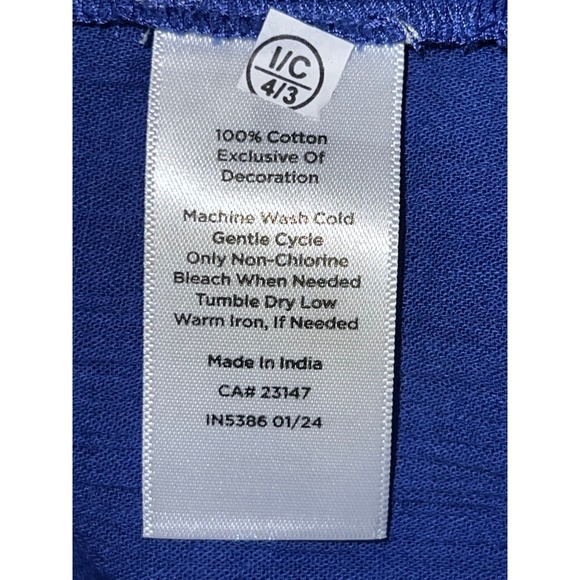 I/C
4/3
100% Cotton
Exclusive Of
Decoration
Machine Wash Cold
Gentle Cycle
Only Non-Chlorine
Bleach When Needed
Tumble Dry Low
Warm Iron, If Needed
Made In India
CA# 23147
IN5386 01/24